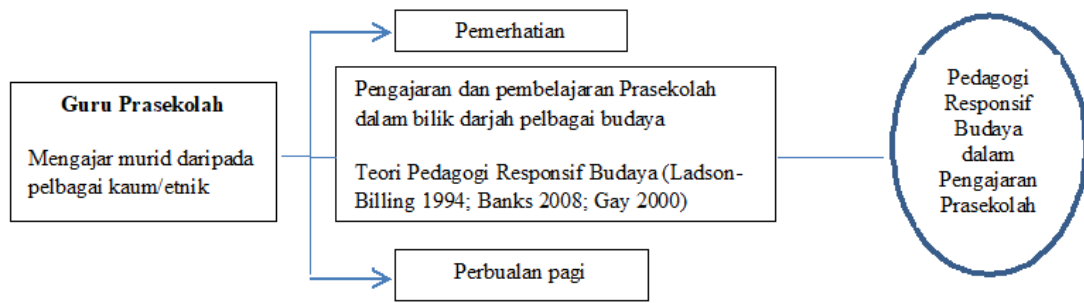 Guru Prasekolah
Mengajar murid daripada
pelbagai kaum/etnik
Pemerhatian
Pengajaran dan pembelajaran Prasekolah
dalam bilik darjah pelbagai budaya
Teori Pedagogi Responsif Budaya (Ladson-
Billing 1994; Banks 2008; Gay 2000)
Perbualan pagi
Pedagogi
Responsif
Budaya
dalam
Pengajaran
Prasekolah